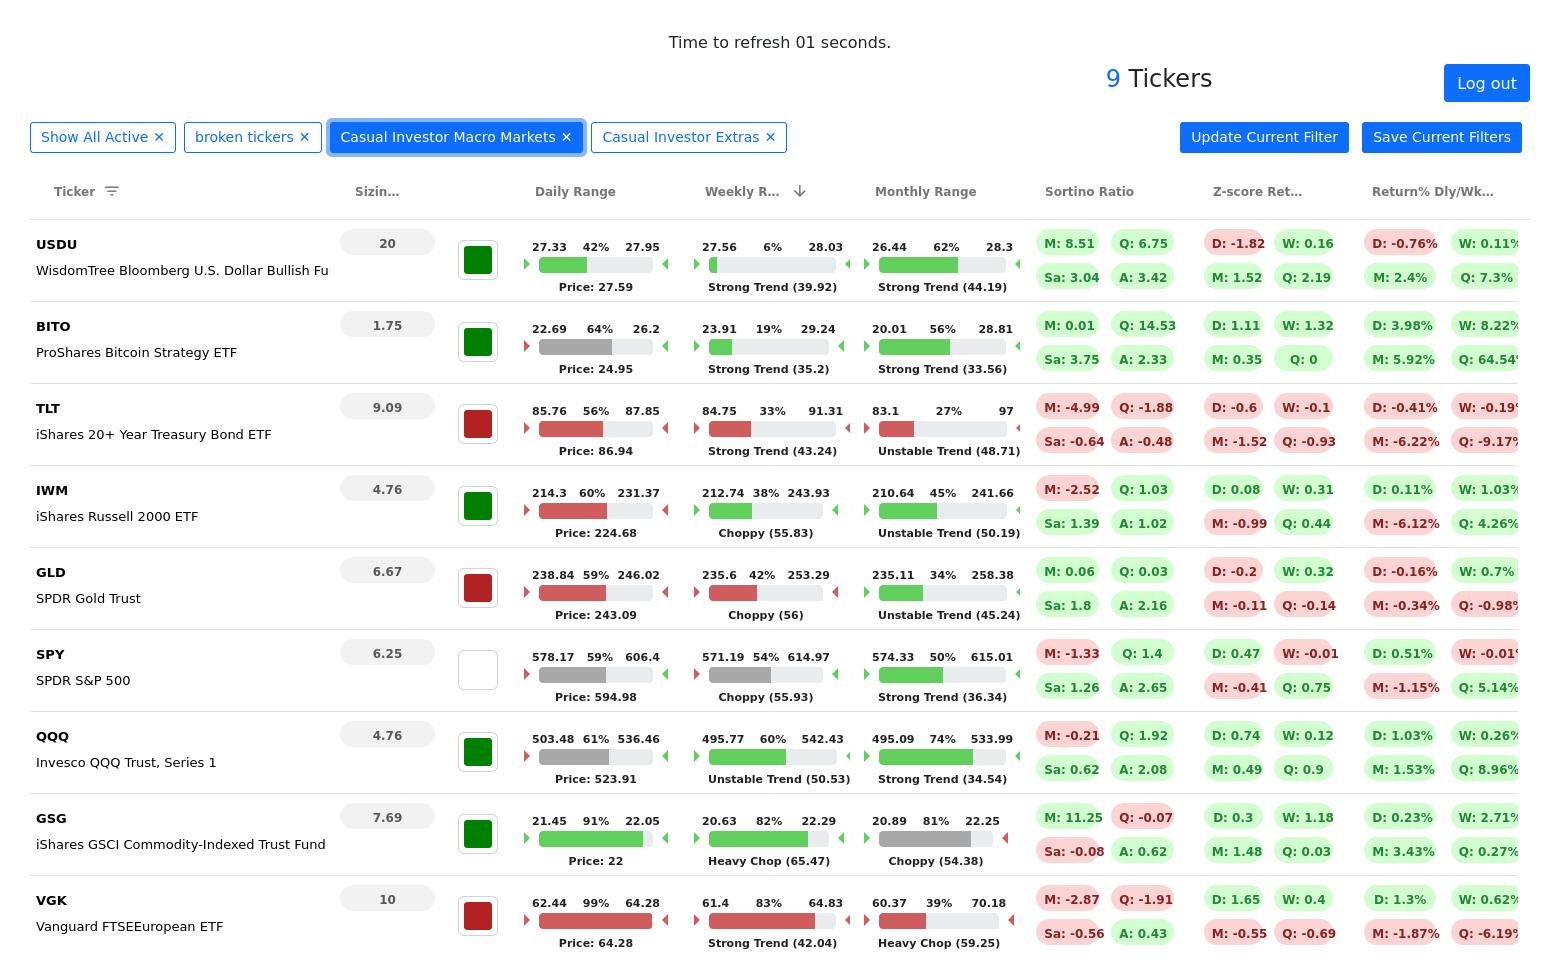 Time to refresh 01 seconds.
9 Tickers
Log out
Show All Active ✕ broken tickers ✕ Casual Investor Macro Markets ✕ Casual Investor Extras ✕ Update Current Filter Save Current Filters
Ticker Sizin... Daily Range Weekly R... Monthly Range Sortino Ratio Z-score Ret... Return% Dly/Wk...
USDU 20 27.33 42% 27.95 27.56 6% 28.03 26.44 62% 28.3 M: 8.51 Q: 6.75 D: -1.82 W: 0.16 D: -0.76% W: 0.11%
WisdomTree Bloomberg U.S. Dollar Bullish Fu Price: 27.59 Strong Trend (39.92) Strong Trend (44.19) Sa: 3.04 A: 3.42 M: 1.52 Q: 2.19 M: 2.4% Q: 7.3%
BITO 1.75 22.69 64% 26.2 23.91 19% 29.24 20.01 56% 28.81 M: 0.01 Q: 14.53 D: 1.11 W: 1.32 D: 3.98% W: 8.22%
ProShares Bitcoin Strategy ETF Price: 24.95 Strong Trend (35.2) Strong Trend (33.56) Sa: 3.75 A: 2.33 M: 0.35 Q: 0 M: 5.92% Q: 64.54%
TLT 9.09 85.76 56% 87.85 84.75 33% 91.31 83.1 27% 97 M: -4.99 Q: -1.88 D: -0.6 W: -0.1 D: -0.41% W: -0.19%
iShares 20+ Year Treasury Bond ETF Price: 86.94 Strong Trend (43.24) Unstable Trend (48.71) Sa: -0.64 A: -0.48 M: -1.52 Q: -0.93 M: -6.22% Q: -9.17%
IWM 4.76 214.3 60% 231.37 212.74 38% 243.93 210.64 45% 241.66 M: -2.52 Q: 1.03 D: 0.08 W: 0.31 D: 0.11% W: 1.03%
iShares Russell 2000 ETF Price: 224.68 Choppy (55.83) Unstable Trend (50.19) Sa: 1.39 A: 1.02 M: -0.99 Q: 0.44 M: -6.12% Q: 4.26%
GLD 6.67 238.84 59% 246.02 235.6 42% 253.29 235.11 34% 258.38 M: 0.06 Q: 0.03 D: -0.2 W: 0.32 D: -0.16% W: 0.7%
SPDR Gold Trust Price: 243.09 Choppy (56) Unstable Trend (45.24) Sa: 1.8 A: 2.16 M: -0.11 Q: -0.14 M: -0.34% Q: -0.98%
SPY 6.25 578.17 59% 606.4 571.19 54% 614.97 574.33 50% 615.01 M: -1.33 Q: 1.4 D: 0.47 W: -0.01 D: 0.51% W: -0.01%
SPDR S&P 500 Price: 594.98 Choppy (55.93) Strong Trend (36.34) Sa: 1.26 A: 2.65 M: -0.41 Q: 0.75 M: -1.15% Q: 5.14%
QQQ 4.76 503.48 61% 536.46 495.77 60% 542.43 495.09 74% 533.99 M: -0.21 Q: 1.92 D: 0.74 W: 0.12 D: 1.03% W: 0.26%
Invesco QQQ Trust, Series 1 Price: 523.91 Unstable Trend (50.53) Strong Trend (34.54) Sa: 0.62 A: 2.08 M: 0.49 Q: 0.9 M: 1.53% Q: 8.96%
GSG 7.69 21.45 91% 22.05 20.63 82% 22.29 20.89 81% 22.25 M: 11.25 Q: -0.07 D: 0.3 W: 1.18 D: 0.23% W: 2.71%
iShares GSCI Commodity-Indexed Trust Fund Price: 22 Heavy Chop (65.47) Choppy (54.38) Sa: -0.08 A: 0.62 M: 1.48 Q: 0.03 M: 3.43% Q: 0.27%
VGK 10 62.44 99% 64.28 61.4 83% 64.83 60.37 39% 70.18 M: -2.87 Q: -1.91 D: 1.65 W: 0.4 D: 1.3% W: 0.62%
Vanguard FTSEEuropean ETF Price: 64.28 Strong Trend (42.04) Heavy Chop (59.25) Sa: -0.56 A: 0.43 M: -0.55 Q: -0.69 M: -1.87% Q: -6.19%